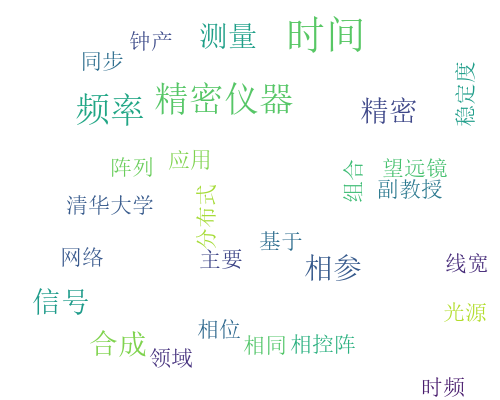 时间
钟产
测量
同步
稳定度
精密仪器
频率
精密
应用
阵列
组合
望远镜
副教授
分布式
清华大学
基于
网络
主要
相参
线宽
信号
光源
相位
合成
相同
相控阵
领域
时频